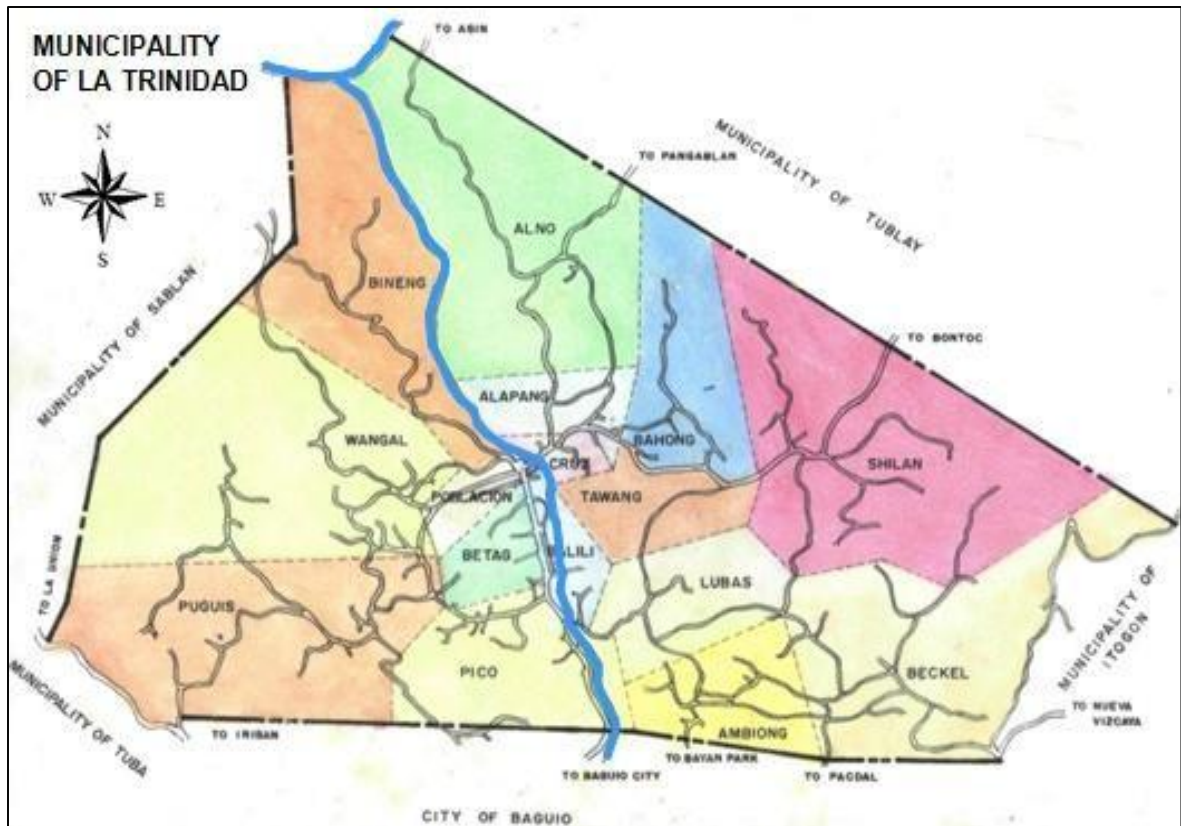 MUNICIPALITY
OF LA TRINIDAD
N
W
E
S
TO ASIN
TO PANGABLAN
MUNICIPALITY OF TUBLAY
ALNO
BINENG
MUNICIPALITY OF SABLAN
TO BONTOC
ALAPANG
WANGAL
BAHONG
CRUZ
SHILAN
POBLACION
TAWANG
BETAG
BALILI
LUBAS
TO LA UNION
PUGUIS
PICO
BECKEL
MUNICIPALITY OF
ITOGON
MUNICIPALITY OF TUBA
TO NUEVA
VIZCAYA
TO IRISAN
AMBIONG
TO BAYAN PARK
TO BAGUIO CITY
TO PACDAL
CITY OF BAGUIO